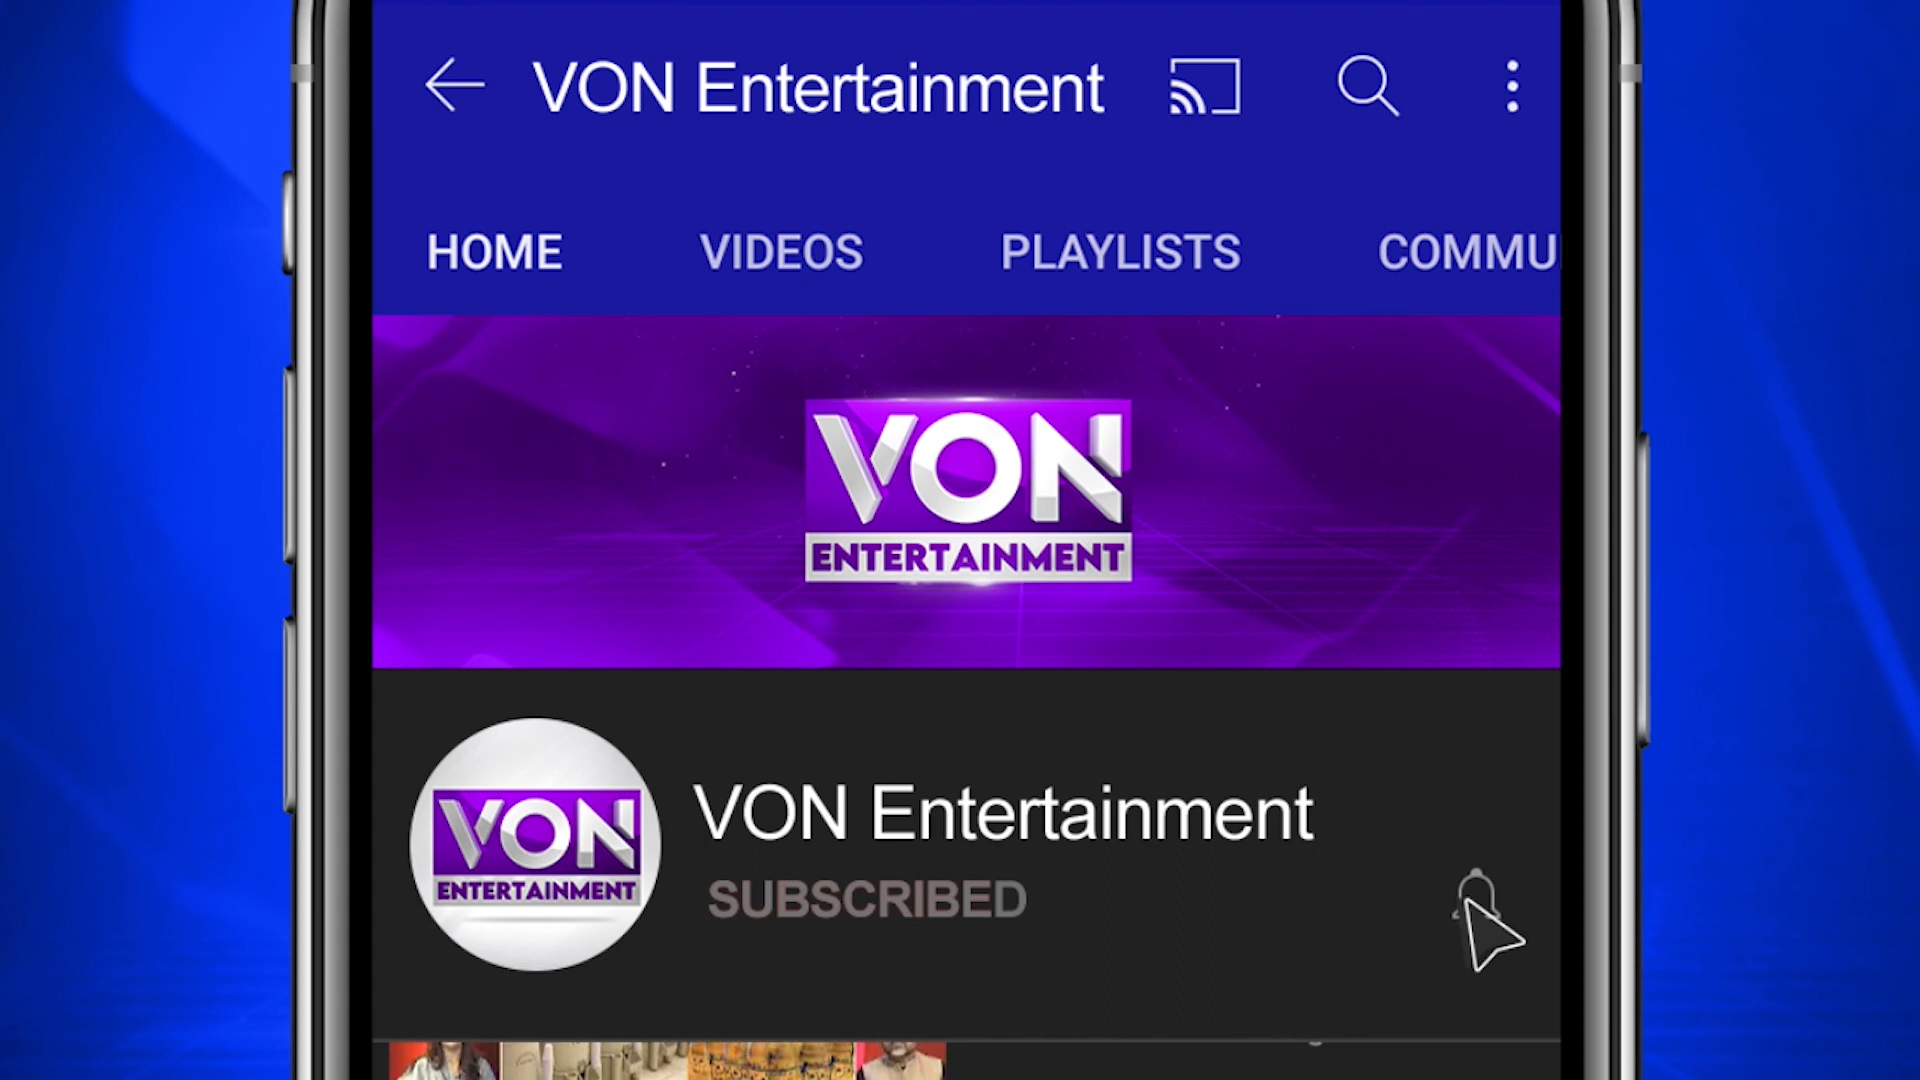 VON Entertainment
HOME VIDEOS PLAYLISTS COMMU
VON
ENTERTAINMENT
VON Entertainment
SUBSCRIBED
VON
ENTERTAINMENT